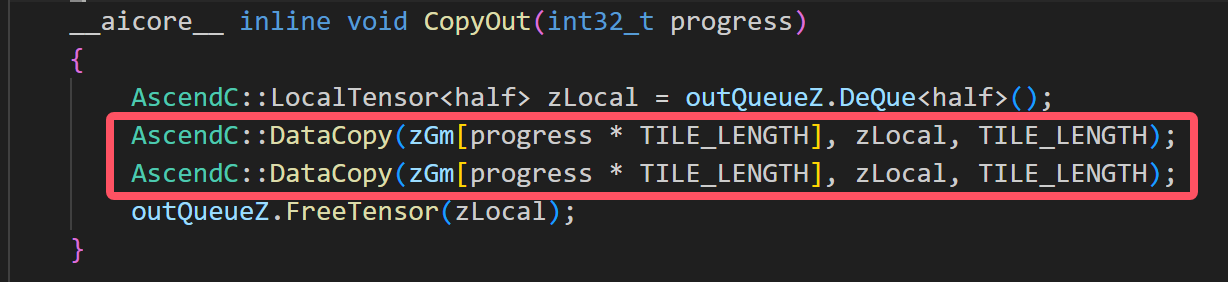 __aicore__ inline void CopyOut(int32_t progress)
{
AscendC::LocalTensor<half> zLocal = outQueueZ.DeQue<half>();
AscendC::DataCopy(zGm[progress * TILE_LENGTH], zLocal, TILE_LENGTH);
AscendC::DataCopy(zGm[progress * TILE_LENGTH], zLocal, TILE_LENGTH);
outQueueZ.FreeTensor(zLocal);
}